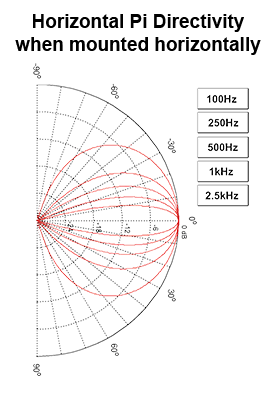 Horizontal Pi Directivity
when mounted horizontally
-90°
-60°
-30°
0°
30°
60°
90°
-24
-18
-12
-6
0 dB
100Hz
250Hz
500Hz
1kHz
2.5kHz